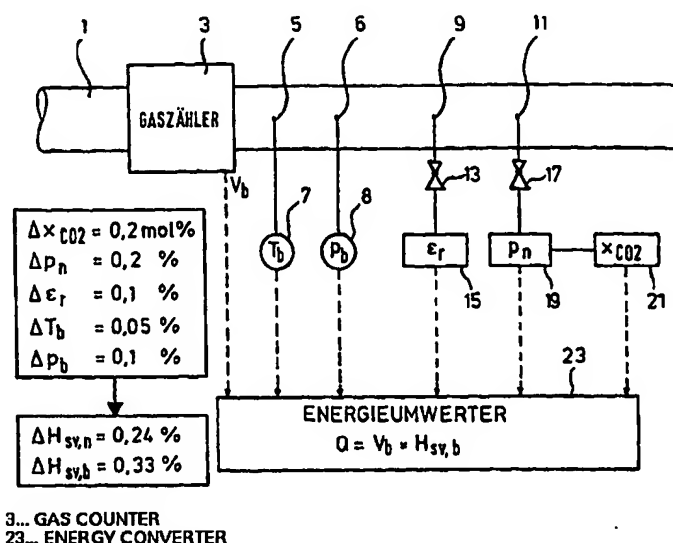 1 3 5 6 9 11
GASZÄHLER
13 17
V_b
7 8
T_b p_b ε_r p_n x_CO2
15 19 21
Δx_CO2 = 0,2 mol%
Δp_n = 0,2 %
Δε_r = 0,1 %
ΔT_b = 0,05 %
Δp_b = 0,1 %
23
ENERGIEUMWERTER
Q = V_b * H_sv,b
ΔH_sv,n = 0,24 %
ΔH_sv,b = 0,33 %
3... GAS COUNTER
23... ENERGY CONVERTER